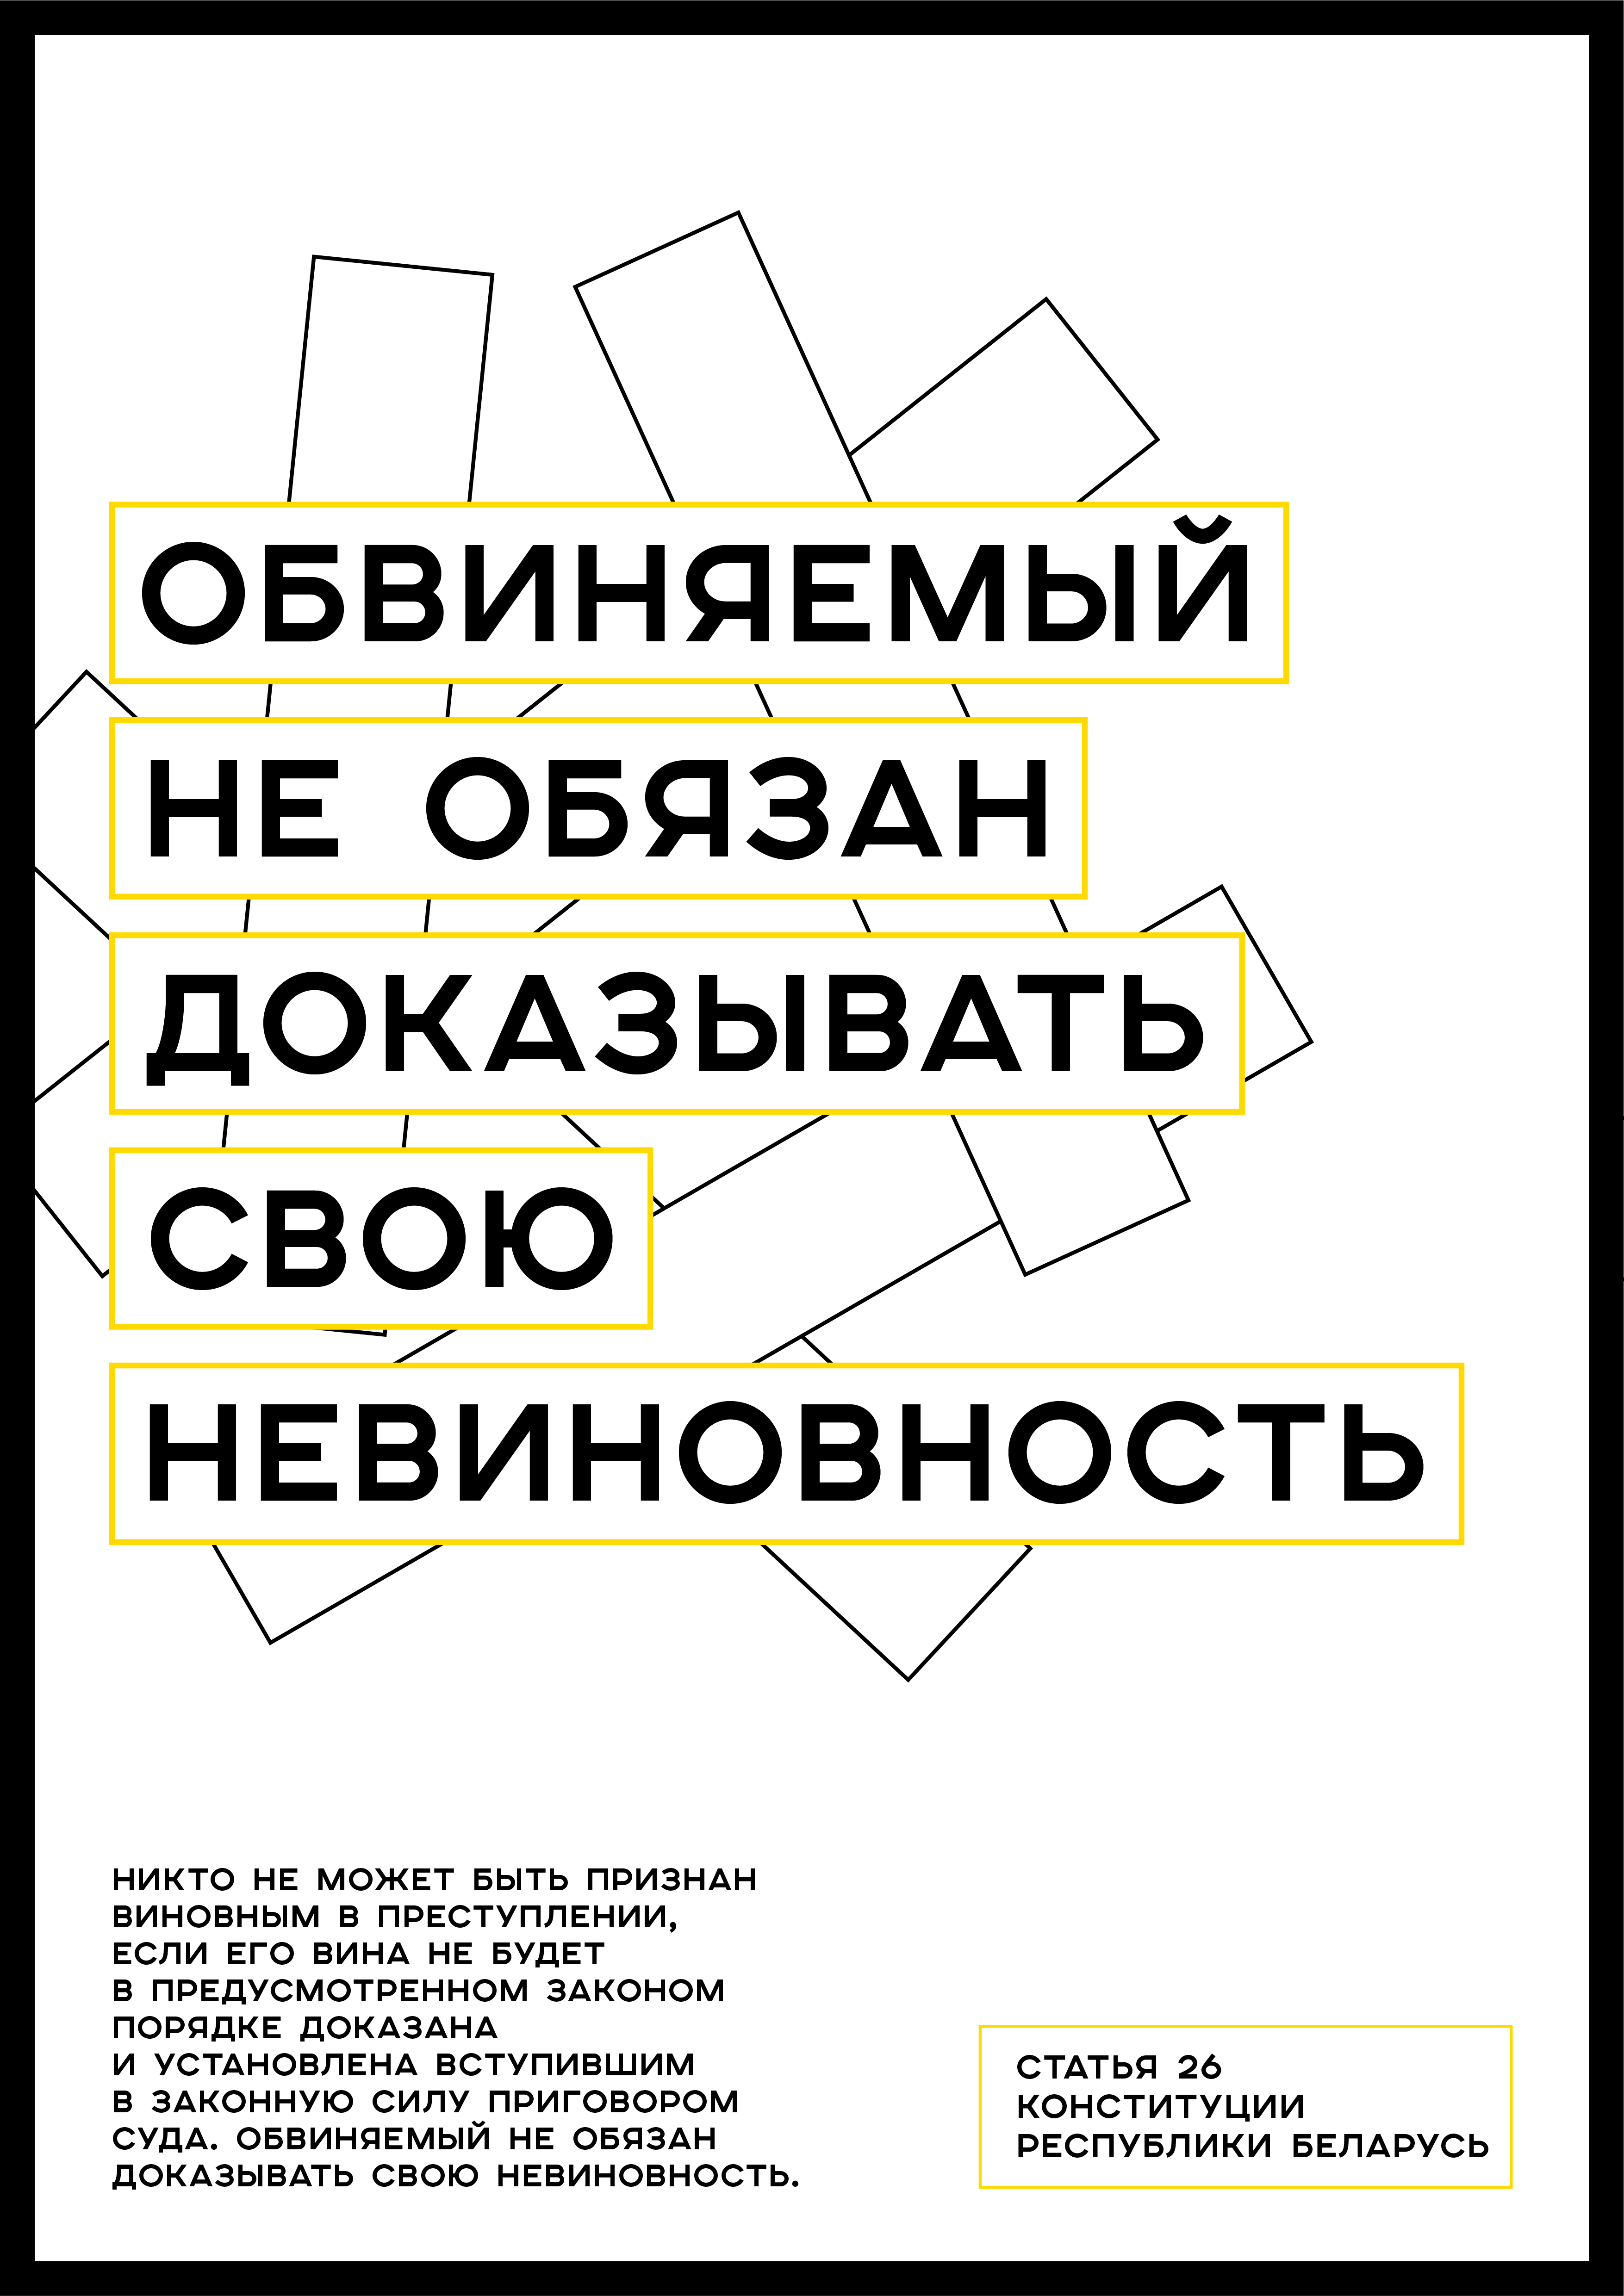 ОБВИНЯЕМЫЙ
НЕ ОБЯЗАН
ДОКАЗЫВАТЬ
СВОЮ
НЕВИНОВНОСТЬ
НИКТО НЕ МОЖЕТ БЫТЬ ПРИЗНАН
ВИНОВНЫМ В ПРЕСТУПЛЕНИИ,
ЕСЛИ ЕГО ВИНА НЕ БУДЕТ
В ПРЕДУСМОТРЕННОМ ЗАКОНОМ
ПОРЯДКЕ ДОКАЗАНА
И УСТАНОВЛЕНА ВСТУПИВШИМ
В ЗАКОННУЮ СИЛУ ПРИГОВОРОМ
СУДА. ОБВИНЯЕМЫЙ НЕ ОБЯЗАН
ДОКАЗЫВАТЬ СВОЮ НЕВИНОВНОСТЬ.
СТАТЬЯ 26
КОНСТИТУЦИИ
РЕСПУБЛИКИ БЕЛАРУСЬ